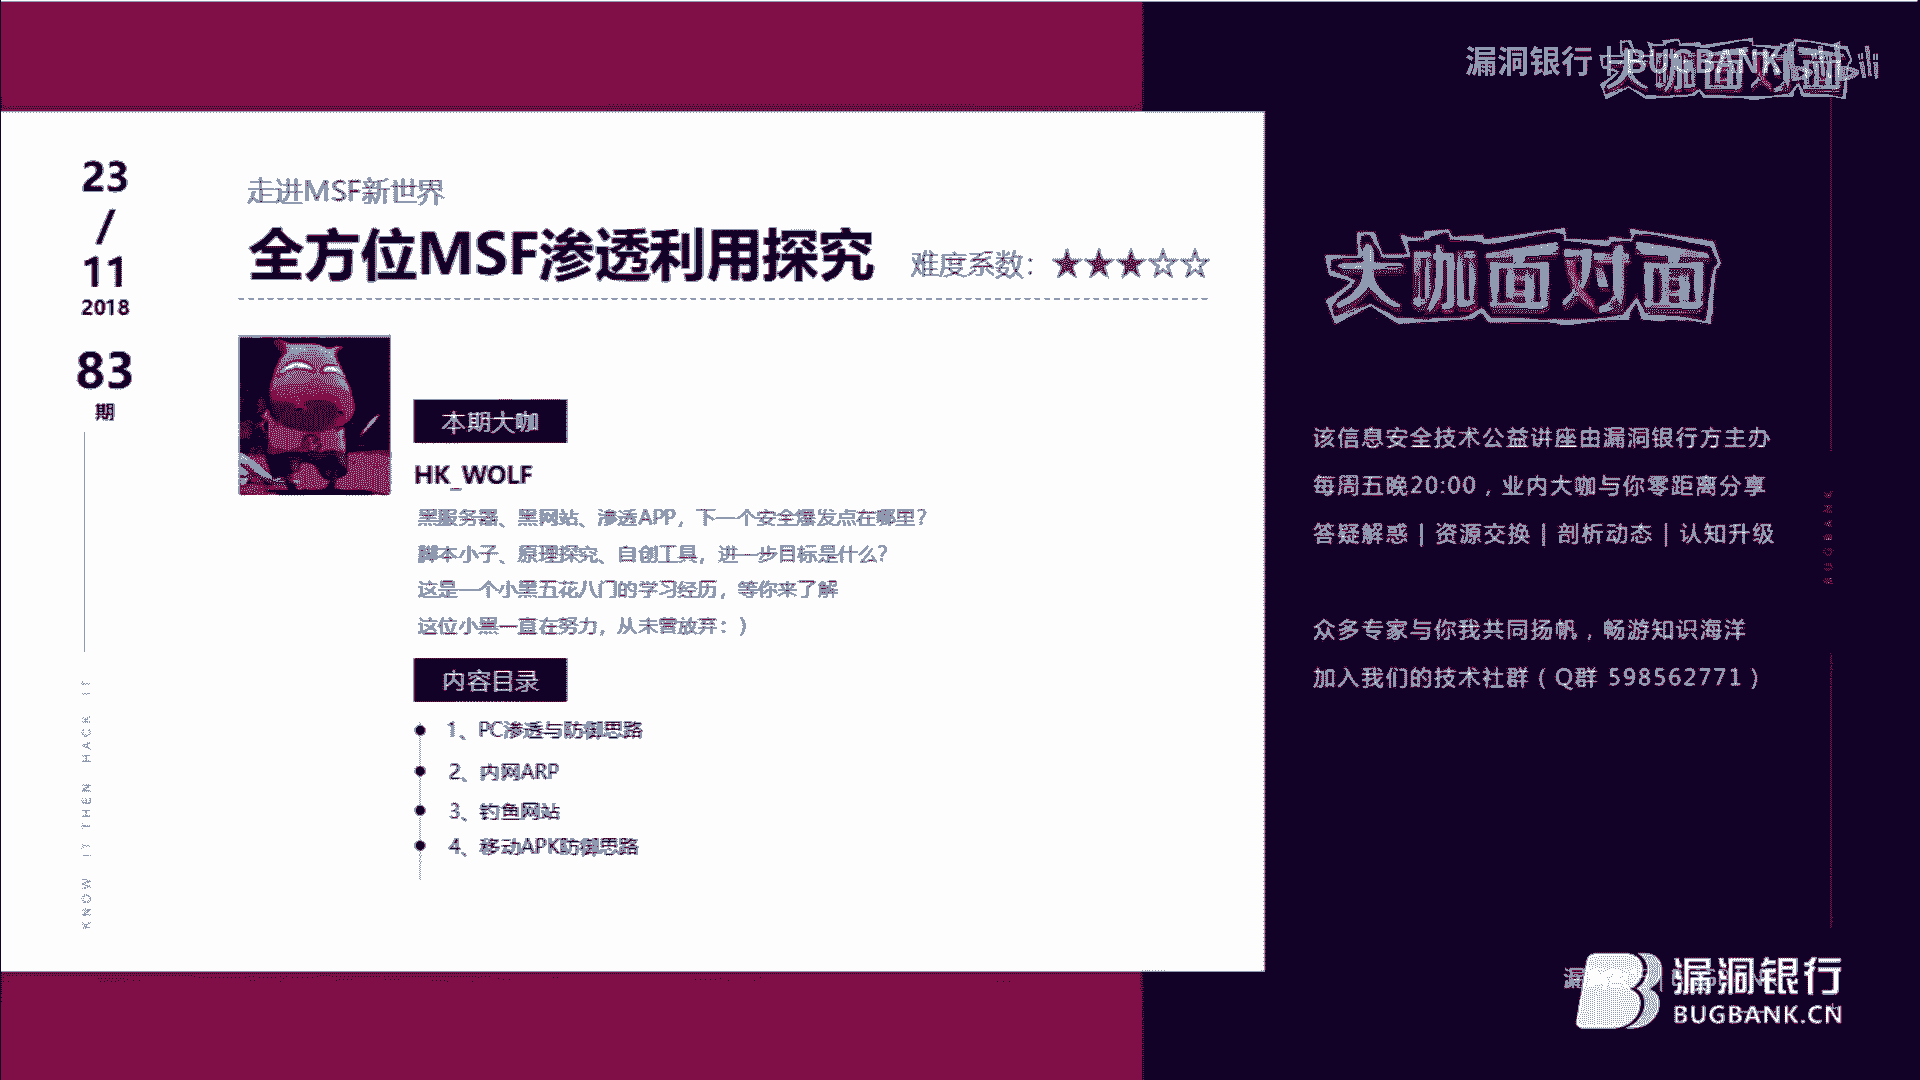 漏洞银行 | BUGBANK
大咖面对面
23
/
11
2018
83
期
KNOW IT THEN HACK IT
走进MSF新世界
全方位MSF渗透利用探究
难度系数：★★★☆☆
本期大咖
HK_WOLF
黑服务器、黑网站、渗透APP，下一个安全爆发点在哪里？
脚本小子、原理探究、自创工具，进一步目标是什么？
这是一个小黑五花八门的学习经历，等你来了解
这位小黑一直在努力，从未曾放弃：）
内容目录
1、PC渗透与防御思路
2、内网ARP
3、钓鱼网站
4、移动APK防御思路
大咖面对面
该信息安全技术公益讲座由漏洞银行方主办
每周五晚20:00，业内大咖与你零距离分享
答疑解惑 | 资源交换 | 剖析动态 | 认知升级
众多专家与你我共同扬帆，畅游知识海洋
加入我们的技术社群（Q群 598562771）
BUGBANK
漏洞银行
BUGBANK.CN